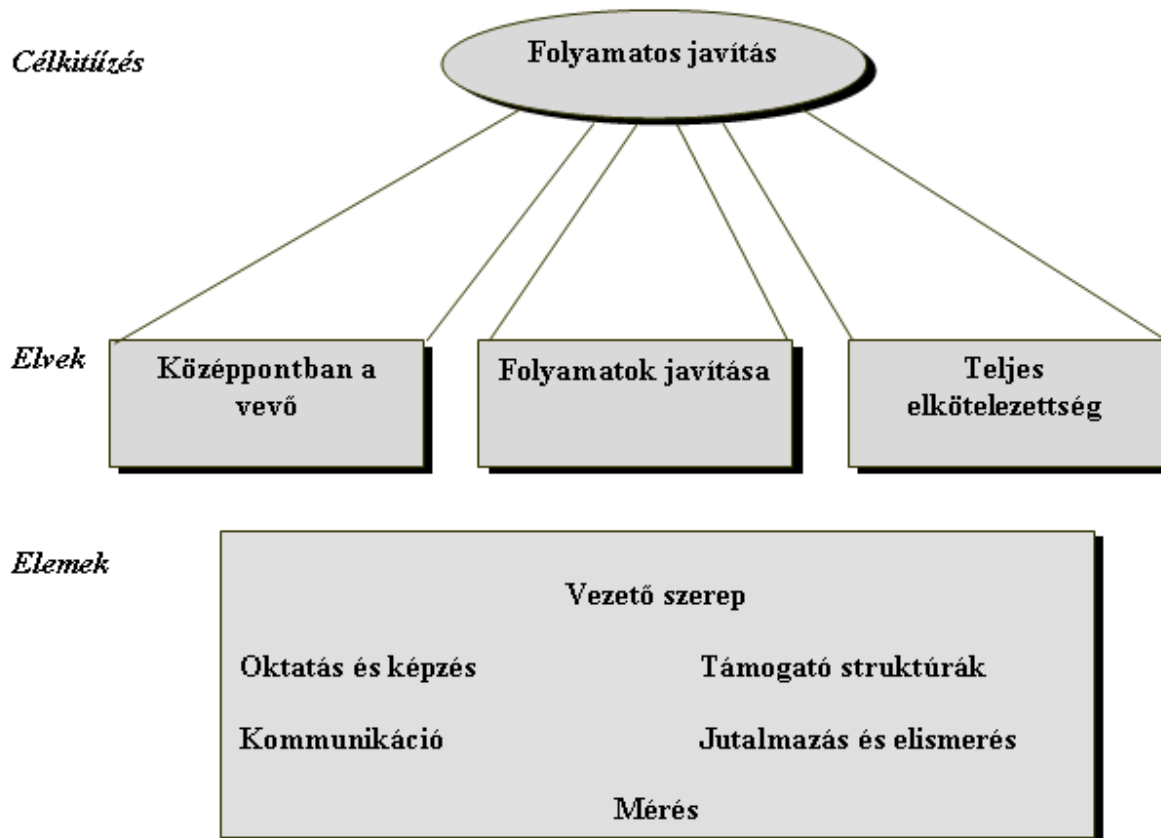 Célkitűzés
Folyamatos javítás
Elvek
Középpontban a
vevő
Folyamatok javítása
Teljes
elkötelezettség
Elemek
Vezető szerep
Oktatás és képzés
Támogató struktúrák
Kommunikáció
Jutalmazás és elismerés
Mérés